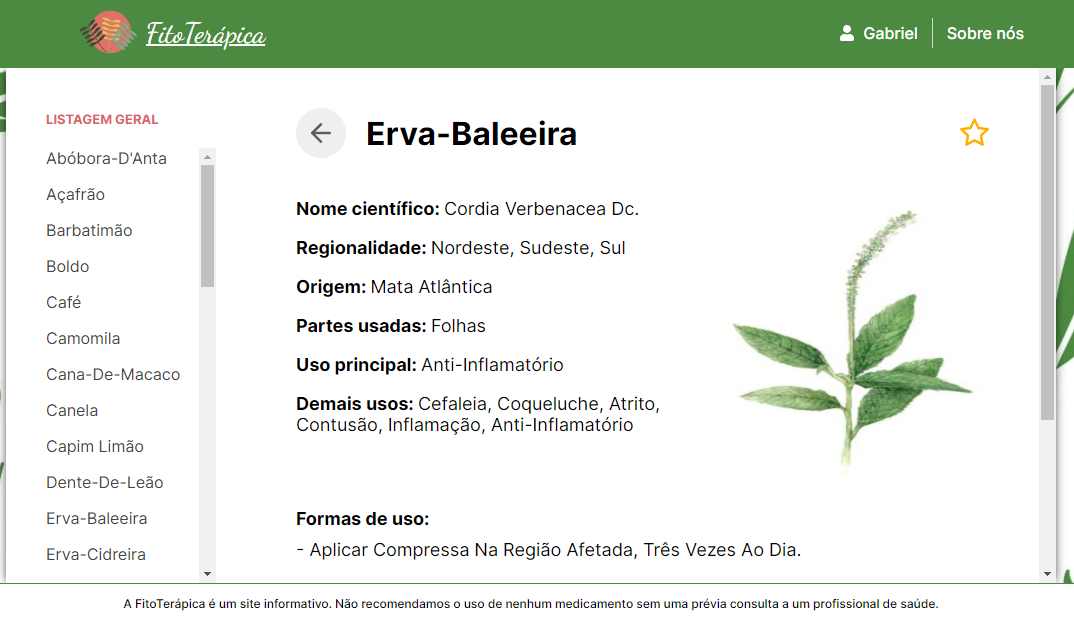 FitoTerápica
Gabriel
Sobre nós
LISTAGEM GERAL
Abóbora-D'Anta
Açafrão
Barbatimão
Boldo
Café
Camomila
Cana-De-Macaco
Canela
Capim Limão
Dente-De-Leão
Erva-Baleeira
Erva-Cidreira
Erva-Baleeira
Nome científico: Cordia Verbenacea Dc.
Regionalidade: Nordeste, Sudeste, Sul
Origem: Mata Atlântica
Partes usadas: Folhas
Uso principal: Anti-Inflamatório
Demais usos: Cefaleia, Coqueluche, Atrito,
Contusão, Inflamação, Anti-Inflamatório
Formas de uso:
- Aplicar Compressa Na Região Afetada, Três Vezes Ao Dia.
A FitoTerápica é um site informativo. Não recomendamos o uso de nenhum medicamento sem uma prévia consulta a um profissional de saúde.